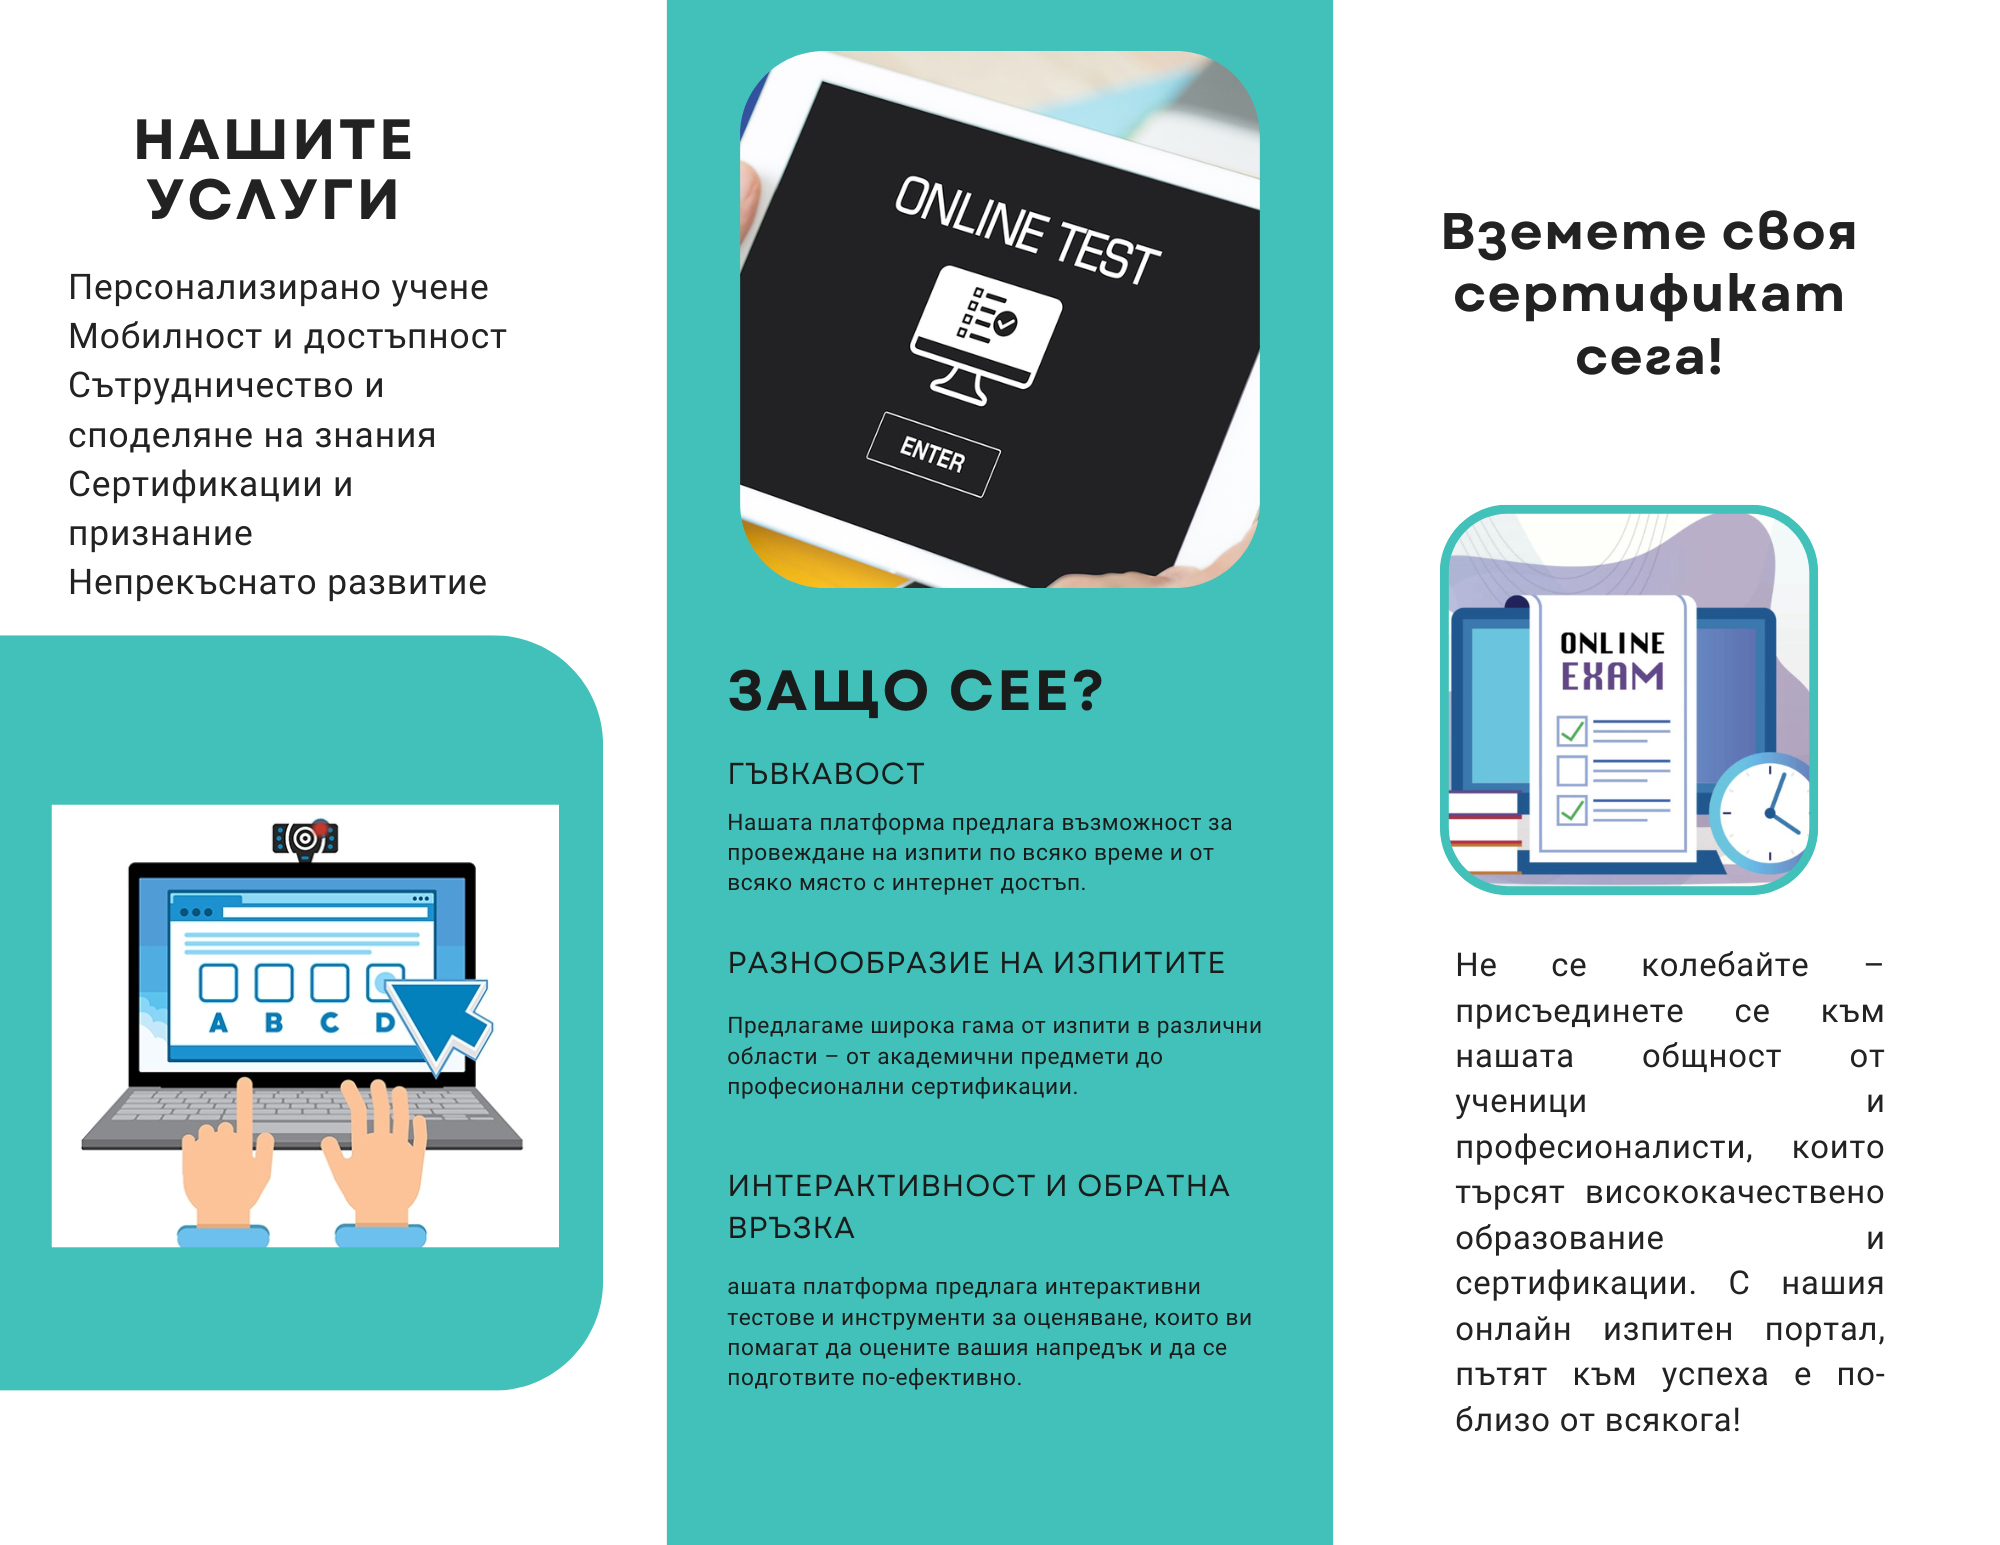 НАШИТЕ
УСЛУГИ
Персонализирано учене
Мобилност и достъпност
Сътрудничество и
споделяне на знания
Сертификации и
признание
Непрекъснато развитие
A B C D
ONLINE TEST
ENTER
ЗАЩО СЕЕ?
ГЪВКАВОСТ
Нашата платформа предлага възможност за
провеждане на изпити по всяко време и от
всяко място с интернет достъп.
РАЗНООБРАЗИЕ НА ИЗПИТИТЕ
Предлагаме широка гама от изпити в различни
области – от академични предмети до
професионални сертификации.
ИНТЕРАКТИВНОСТ И ОБРАТНА
ВРЪЗКА
ашата платформа предлага интерактивни
тестове и инструменти за оценяване, които ви
помагат да оцените вашия напредък и да се
подготвите по-ефективно.
Вземете своя
сертификат
сега!
ONLINE
EXAM
Не се колебайте –
присъединете се към
нашата общност от
ученици и
професионалисти, които
търсят висококачествено
образование и
сертификации. С нашия
онлайн изпитен портал,
пътят към успеха е по-
близо от всякога!